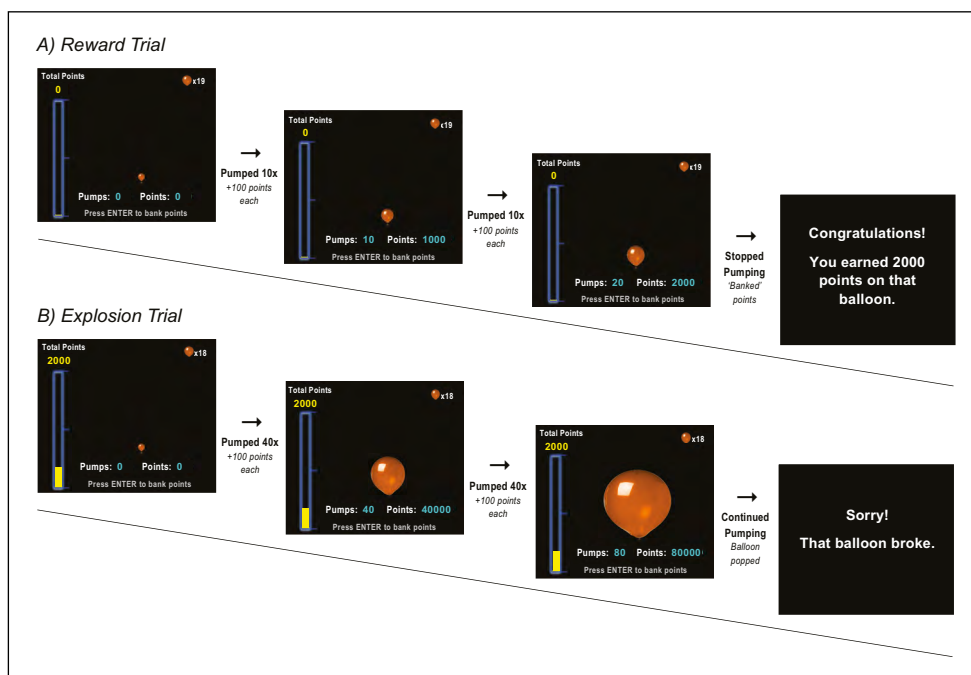 A) Reward Trial
Total Points
0
x19
Pumps: 0 Points: 0
Press ENTER to bank points
→
Pumped 10x
+100 points
each
Total Points
0
x19
Pumps: 10 Points: 1000
Press ENTER to bank points
→
Pumped 10x
+100 points
each
Total Points
0
x19
Pumps: 20 Points: 2000
Press ENTER to bank points
→
Stopped
Pumping
'Banked'
points
Congratulations!
You earned 2000
points on that
balloon.
B) Explosion Trial
Total Points
2000
x18
Pumps: 0 Points: 0
Press ENTER to bank points
→
Pumped 40x
+100 points
each
Total Points
2000
x18
Pumps: 40 Points: 40000
Press ENTER to bank points
→
Pumped 40x
+100 points
each
Total Points
2000
x18
Pumps: 80 Points: 80000
Press ENTER to bank points
→
Continued
Pumping
Balloon
popped
Sorry!
That balloon broke.